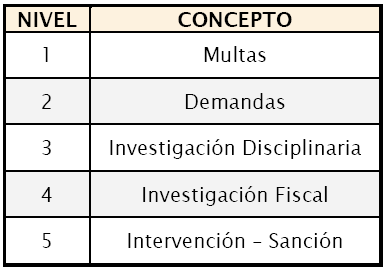 NIVEL CONCEPTO
1 Multas
2 Demandas
3 Investigación Disciplinaria
4 Investigación Fiscal
5 Intervención – Sanción